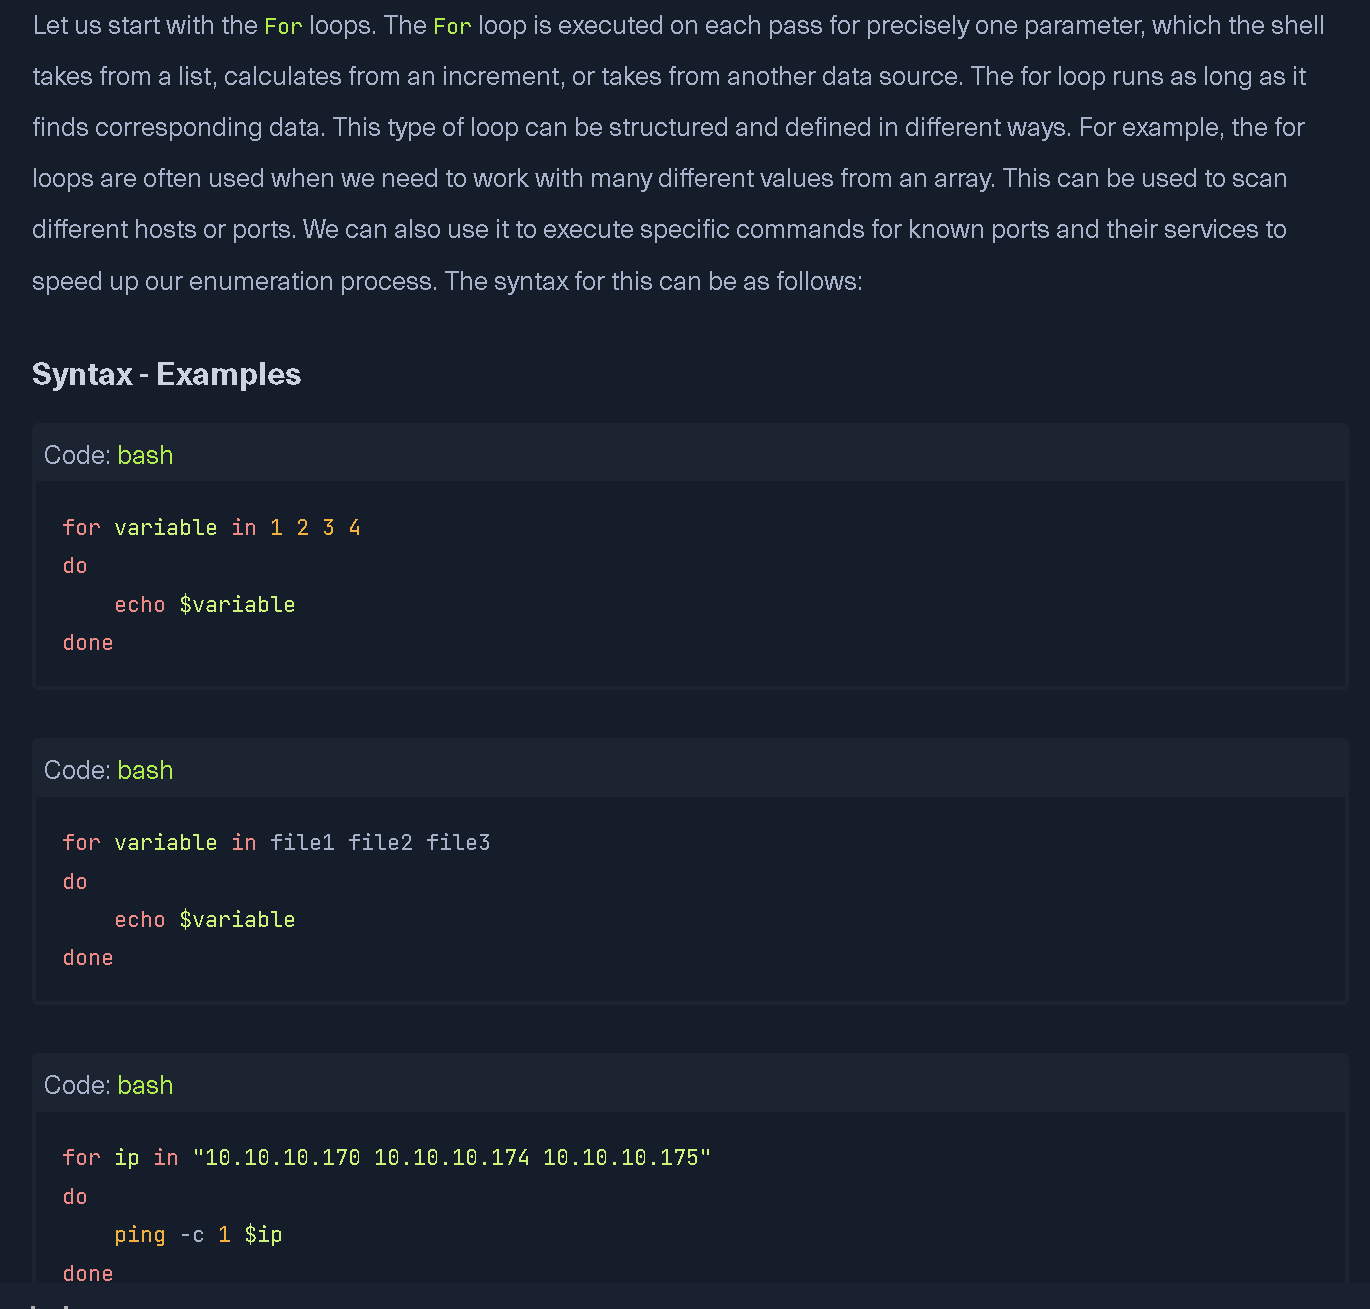 Let us start with the For loops. The For loop is executed on each pass for precisely one parameter, which the shell
takes from a list, calculates from an increment, or takes from another data source. The for loop runs as long as it
finds corresponding data. This type of loop can be structured and defined in different ways. For example, the for
loops are often used when we need to work with many different values from an array. This can be used to scan
different hosts or ports. We can also use it to execute specific commands for known ports and their services to
speed up our enumeration process. The syntax for this can be as follows:
Syntax - Examples
Code: bash
for variable in 1 2 3 4
do
    echo $variable
done
Code: bash
for variable in file1 file2 file3
do
    echo $variable
done
Code: bash
for ip in "10.10.10.170 10.10.10.174 10.10.10.175"
do
    ping -c 1 $ip
done